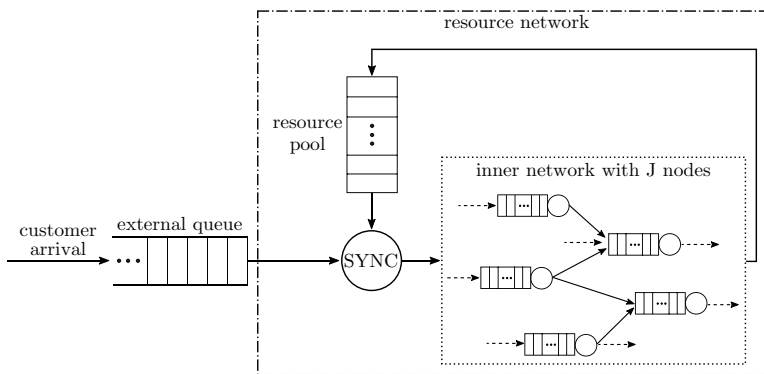 resource network
resource
pool
inner network with J nodes
customer
arrival
external queue
SYNC